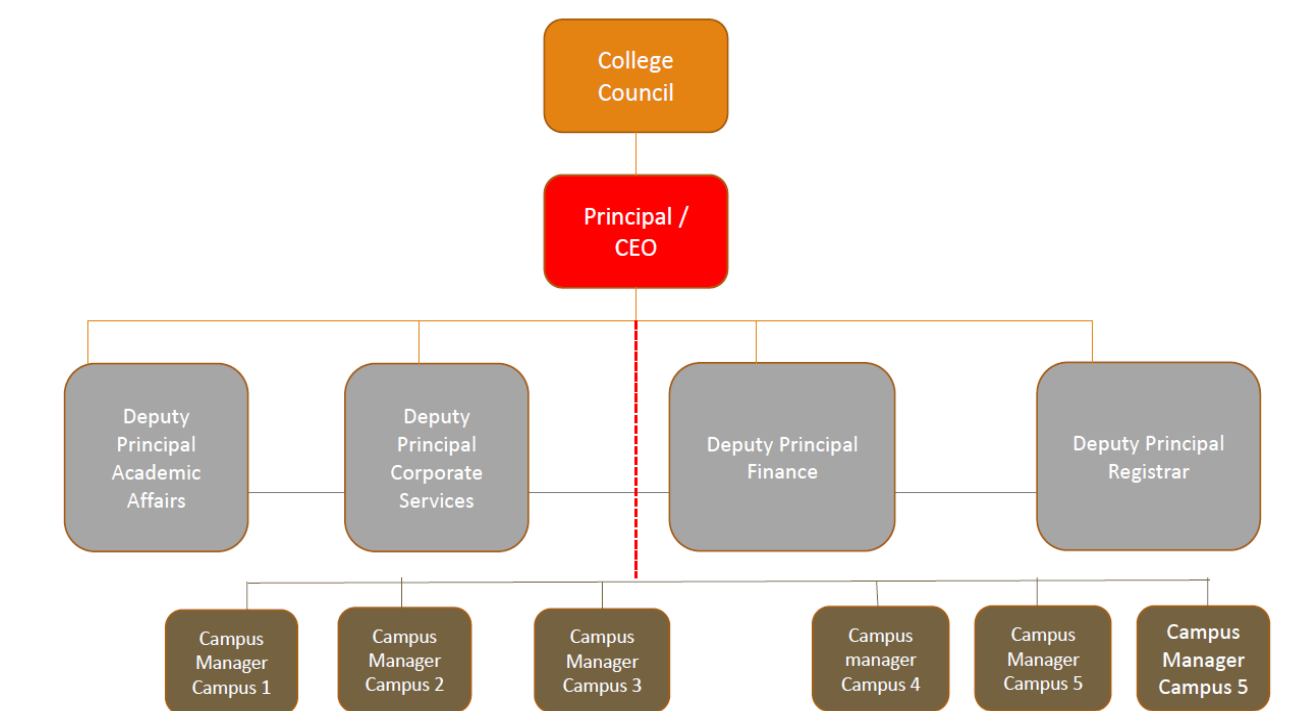 College
Council
Principal /
CEO
Deputy
Principal
Academic
Affairs
Deputy
Principal
Corporate
Services
Deputy Principal
Finance
Deputy Principal
Registrar
Campus
Manager
Campus 1
Campus
Manager
Campus 2
Campus
Manager
Campus 3
Campus
manager
Campus 4
Campus
Manager
Campus 5
Campus
Manager
Campus 5